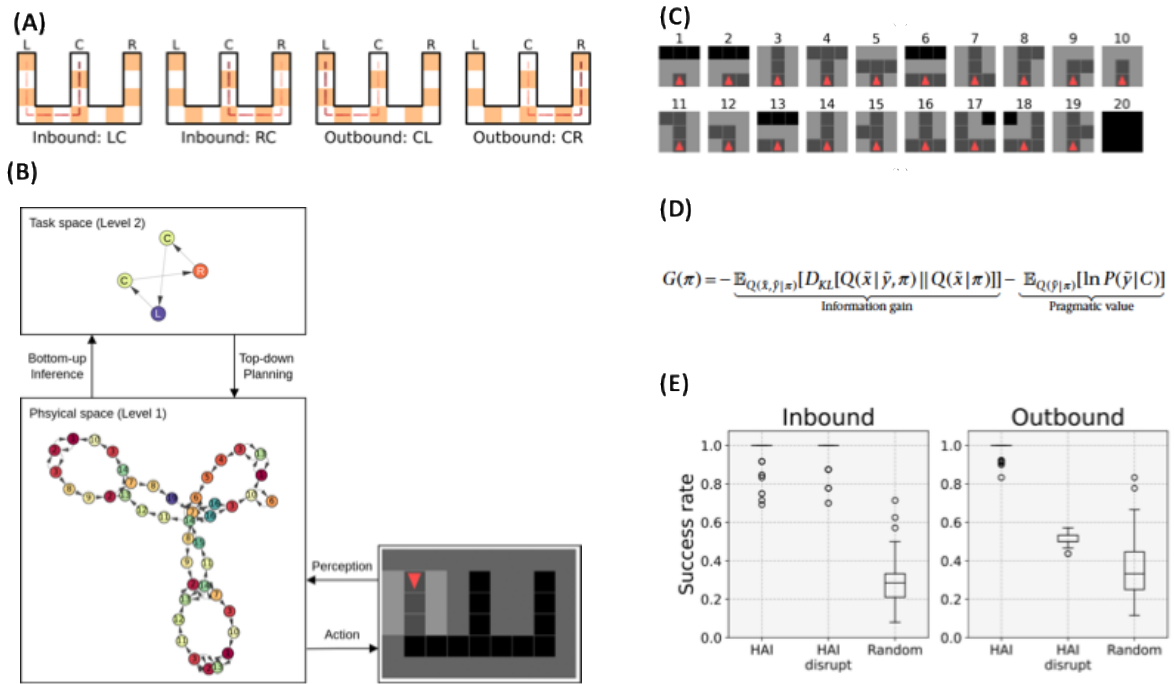 (A)
L C R L C R L C R L C R
Inbound: LC Inbound: RC Outbound: CL Outbound: CR
(B)
Task space (Level 2)
C
C
R
L
Bottom-up
Inference
Top-down
Planning
Phsyical space (Level 1)
Perception
Action
(C)
1 2 3 4 5 6 7 8 9 10
11 12 13 14 15 16 17 18 19 20
(D)
G(π) = − 𝔼_{Q(x̃,ỹ|π)}[D_{KL}[Q(x̃|ỹ,π)||Q(x̃|π)]] − 𝔼_{Q(ỹ|π)}[ln P(ỹ|C)]
Information gain Pragmatic value
(E)
Inbound Outbound
Success rate
1.0 1.0
0.8 0.8
0.6 0.6
0.4 0.4
0.2 0.2
0.0 0.0
HAI HAI disrupt Random HAI HAI disrupt Random